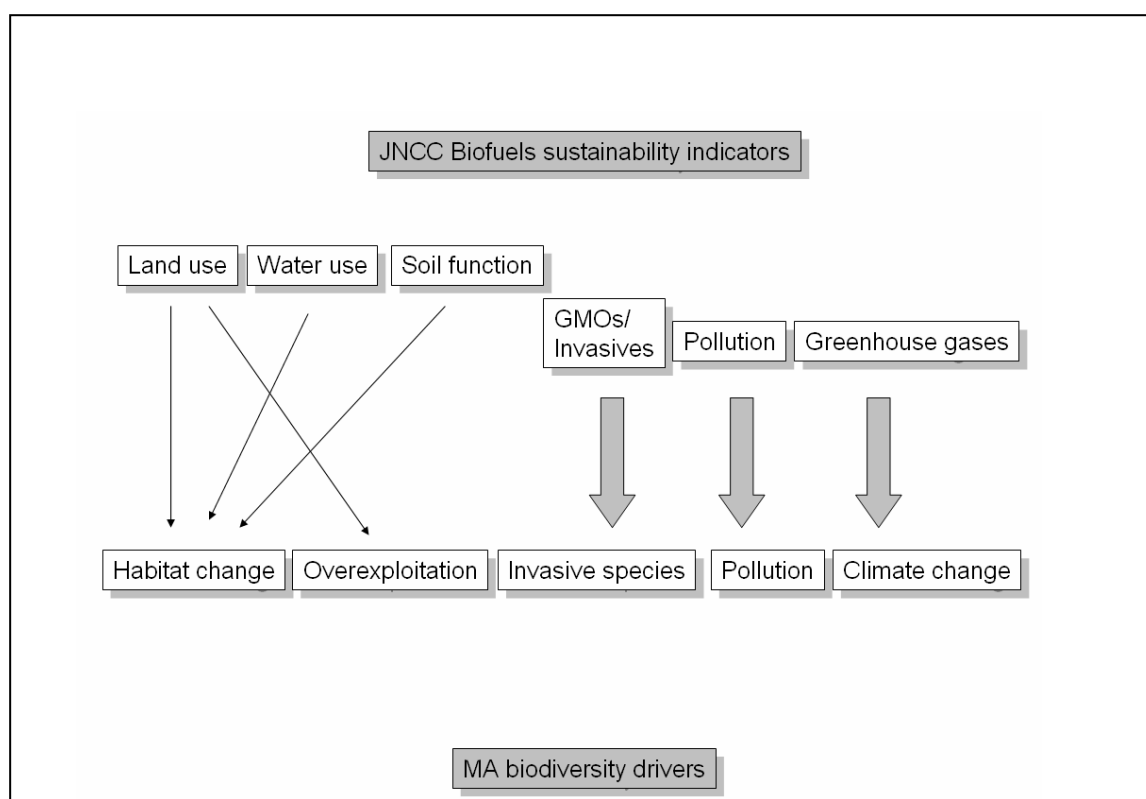 JNCC Biofuels sustainability indicators
Land use
Water use
Soil function
GMOs/
Invasives
Pollution
Greenhouse gases
Habitat change
Overexploitation
Invasive species
Pollution
Climate change
MA biodiversity drivers